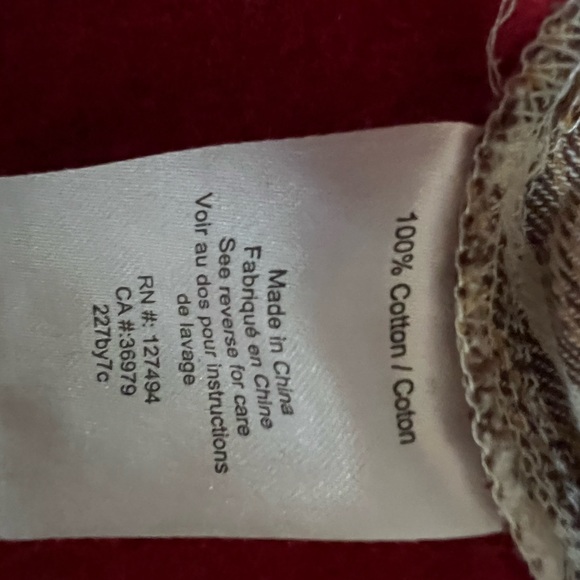 100% Cotton / Coton
Made in China
Fabriqué en Chine
See reverse for care
Voir au dos pour instructions
de lavage
RN #: 127494
CA #:36979
227by7c